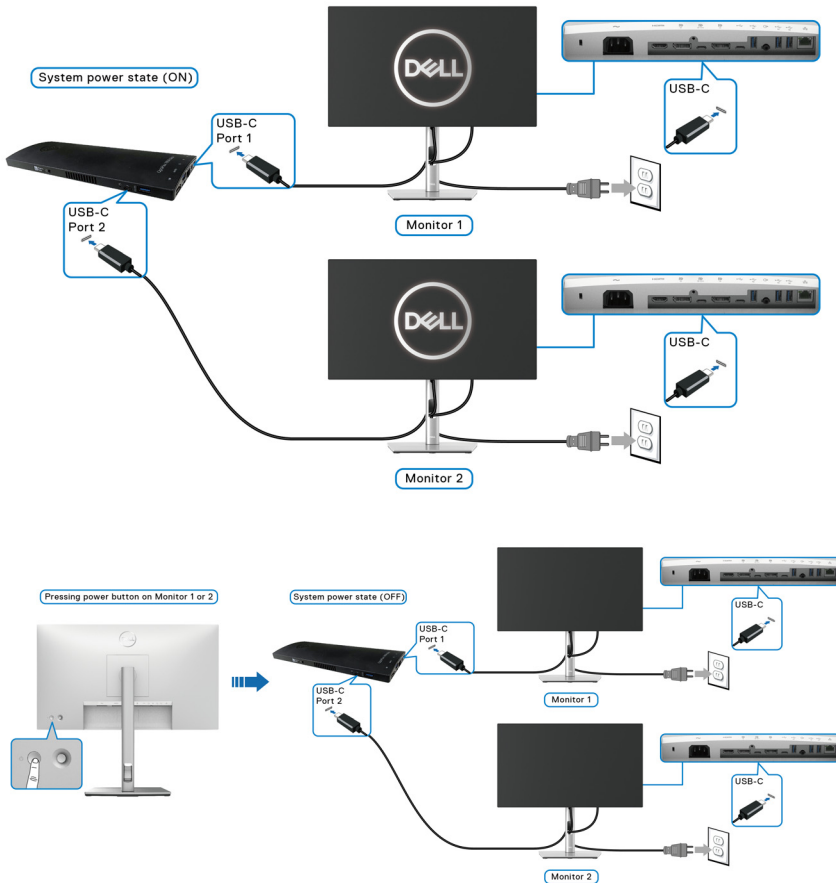 System power state (ON)
USB-C
Port 1
DELL
USB-C
Monitor 1
USB-C
Port 2
DELL
USB-C
Monitor 2
Pressing power button on Monitor 1 or 2
System power state (OFF)
USB-C
Port 1
USB-C
Monitor 1
USB-C
Port 2
USB-C
Monitor 2